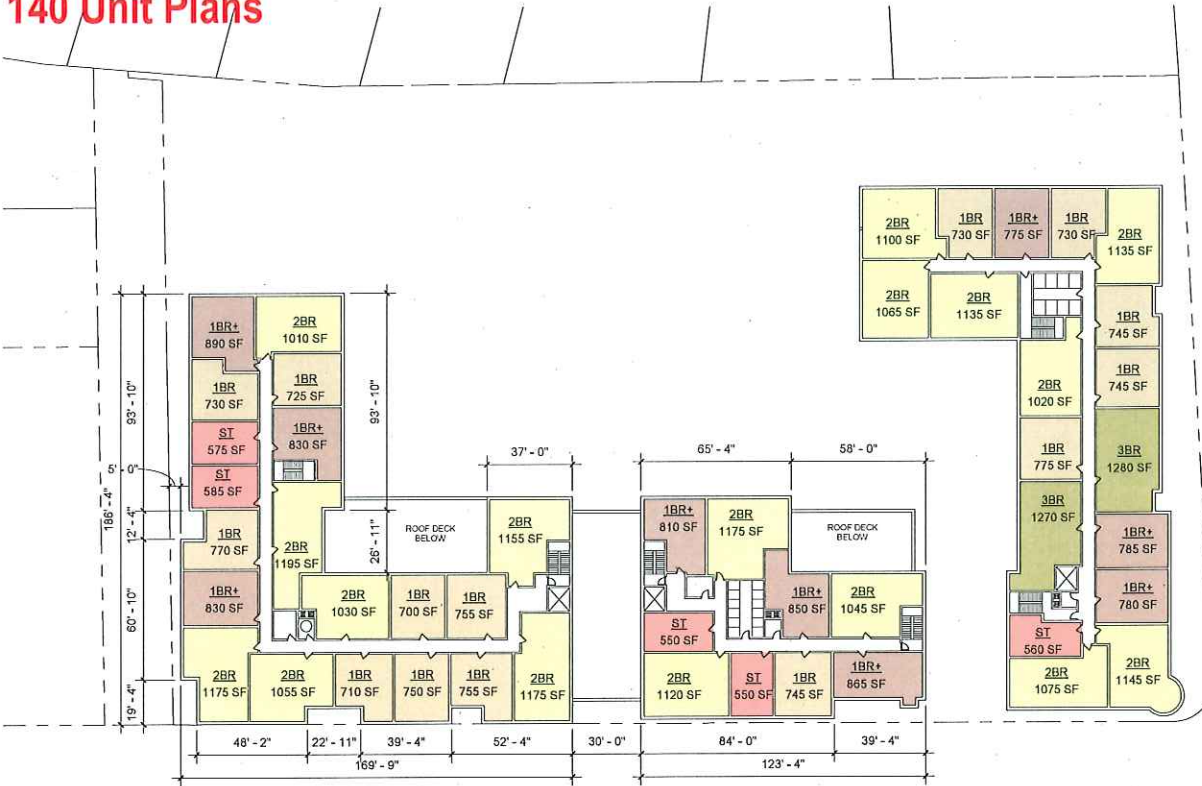 140 Unit Plans
2BR
1100 SF
1BR
730 SF
1BR+
775 SF
1BR
730 SF
2BR
1135 SF
2BR
1065 SF
2BR
1135 SF
1BR
745 SF
1BR
745 SF
2BR
1020 SF
1BR
775 SF
3BR
1280 SF
3BR
1270 SF
1BR+
785 SF
1BR+
780 SF
ST
560 SF
2BR
1075 SF
2BR
1145 SF
1BR+
890 SF
2BR
1010 SF
1BR
730 SF
1BR
725 SF
ST
575 SF
1BR+
830 SF
ST
585 SF
1BR
770 SF
2BR
1195 SF
1BR+
830 SF
ROOF DECK
BELOW
2BR
1155 SF
2BR
1030 SF
1BR
700 SF
1BR
755 SF
2BR
1175 SF
2BR
1055 SF
1BR
710 SF
1BR
750 SF
1BR
755 SF
2BR
1175 SF
1BR+
810 SF
2BR
1175 SF
ROOF DECK
BELOW
1BR+
850 SF
2BR
1045 SF
ST
550 SF
2BR
1120 SF
ST
550 SF
1BR
745 SF
1BR+
865 SF
93' - 10"
186' - 4"
5' - 0"
12' - 4"
60' - 10"
19' - 4"
93' - 10"
26' - 11"
37' - 0"
65' - 4"
58' - 0"
48' - 2"
22' - 11"
39' - 4"
52' - 4"
30' - 0"
84' - 0"
39' - 4"
169' - 9"
123' - 4"